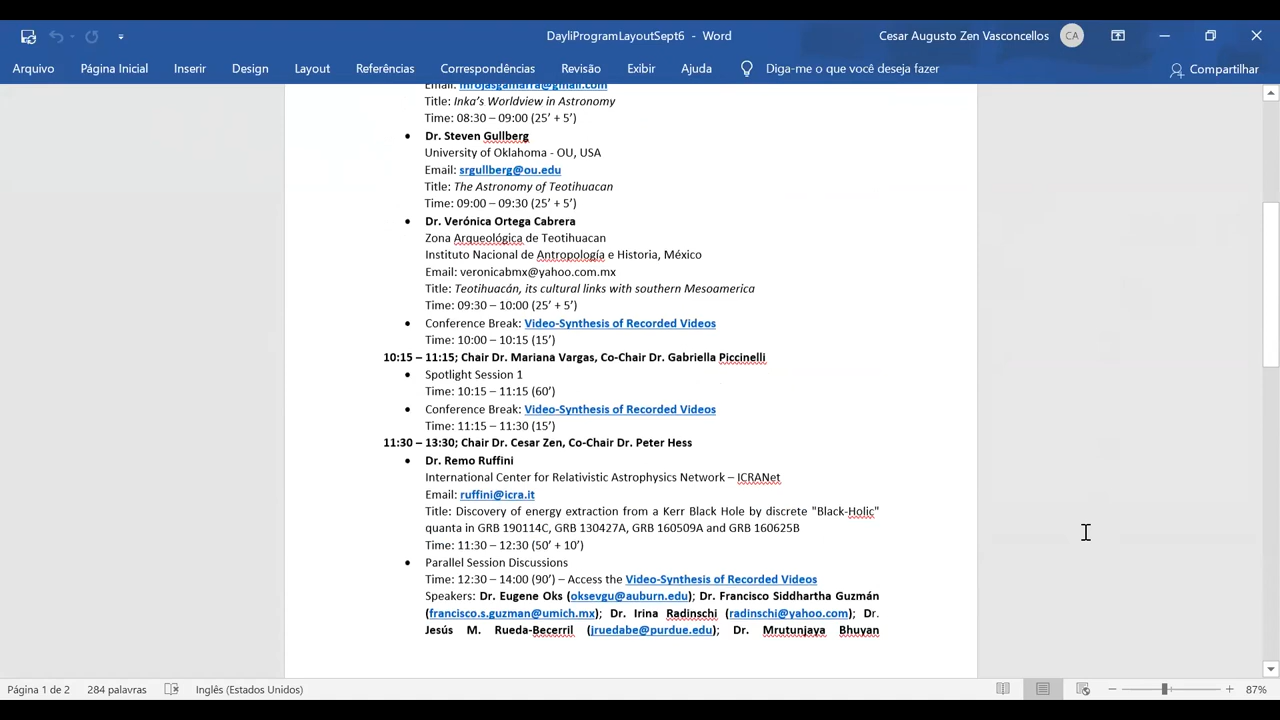 DayliProgramLayoutSept6 - Word
Cesar Augusto Zen Vasconcellos CA
Arquivo Página Inicial Inserir Design Layout Referências Correspondências Revisão Exibir Ajuda Diga-me o que você deseja fazer Compartilhar
Email: mrojasgamarra@gmail.com
Title: Inka's Worldview in Astronomy
Time: 08:30 – 09:00 (25' + 5')
• Dr. Steven Gullberg
University of Oklahoma - OU, USA
Email: srgullberg@ou.edu
Title: The Astronomy of Teotihuacan
Time: 09:00 – 09:30 (25' + 5')
• Dr. Verónica Ortega Cabrera
Zona Arqueológica de Teotihuacan
Instituto Nacional de Antropología e Historia, México
Email: veronicabmx@yahoo.com.mx
Title: Teotihuacán, its cultural links with southern Mesoamerica
Time: 09:30 – 10:00 (25' + 5')
• Conference Break: Video-Synthesis of Recorded Videos
Time: 10:00 – 10:15 (15')
10:15 – 11:15; Chair Dr. Mariana Vargas, Co-Chair Dr. Gabriella Piccinelli
• Spotlight Session 1
Time: 10:15 – 11:15 (60')
• Conference Break: Video-Synthesis of Recorded Videos
Time: 11:15 – 11:30 (15')
11:30 – 13:30; Chair Dr. Cesar Zen, Co-Chair Dr. Peter Hess
• Dr. Remo Ruffini
International Center for Relativistic Astrophysics Network – ICRANet
Email: ruffini@icra.it
Title: Discovery of energy extraction from a Kerr Black Hole by discrete "Black-Holic"
quanta in GRB 190114C, GRB 130427A, GRB 160509A and GRB 160625B
Time: 11:30 – 12:30 (50' + 10')
• Parallel Session Discussions
Time: 12:30 – 14:00 (90') – Access the Video-Synthesis of Recorded Videos
Speakers: Dr. Eugene Oks (oksevgu@auburn.edu); Dr. Francisco Siddhartha Guzmán
(francisco.s.guzman@umich.mx); Dr. Irina Radinschi (radinschi@yahoo.com); Dr.
Jesús M. Rueda-Becerril (jruedabe@purdue.edu); Dr. Mrutunjaya Bhuyan
Página 1 de 2 284 palavras Inglês (Estados Unidos) 87%